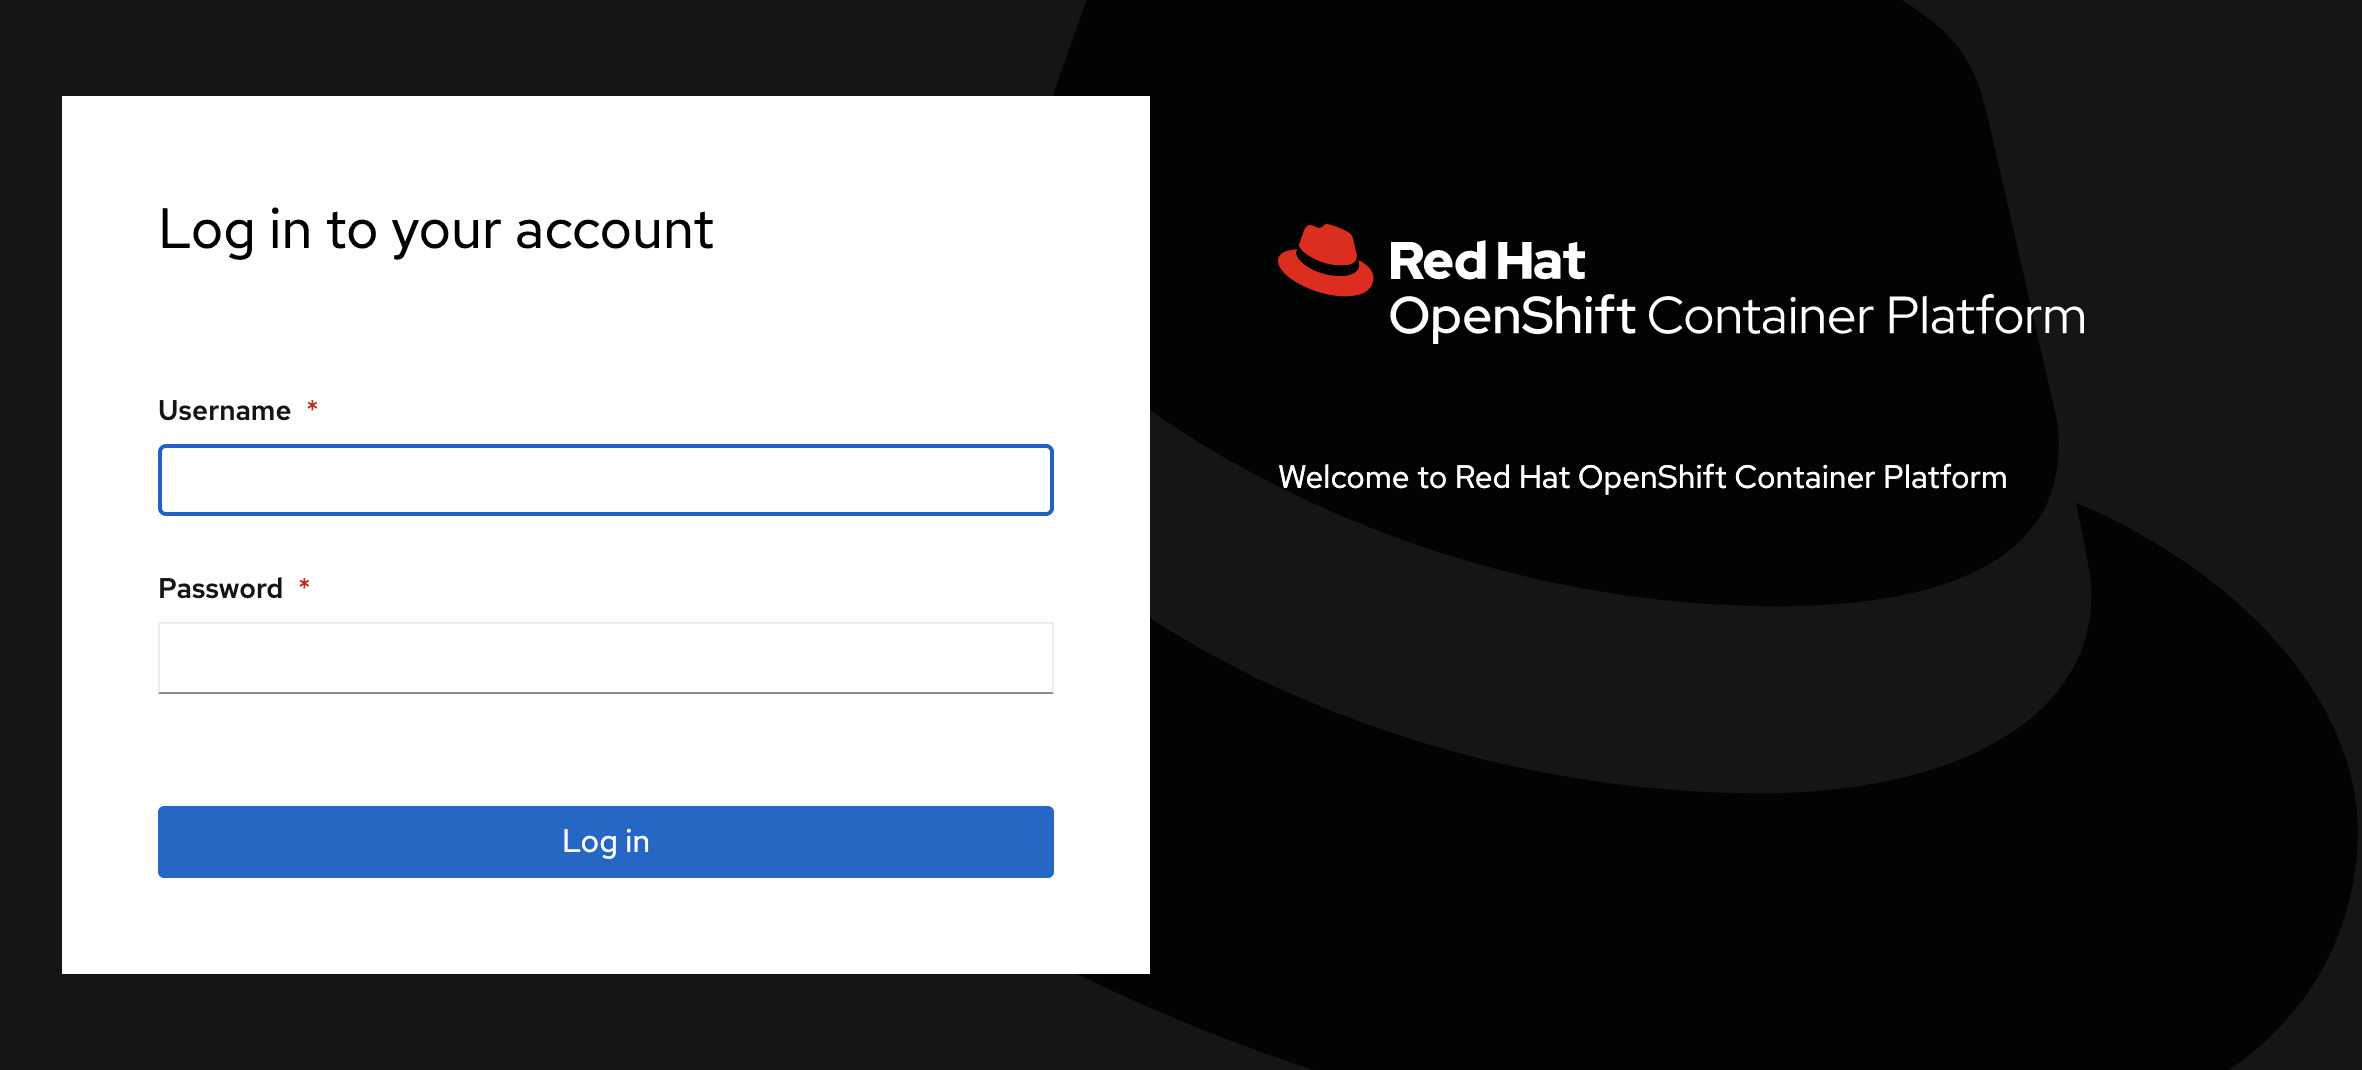 Log in to your account
Username *
Password *
Log in
Red Hat
OpenShift Container Platform
Welcome to Red Hat OpenShift Container Platform